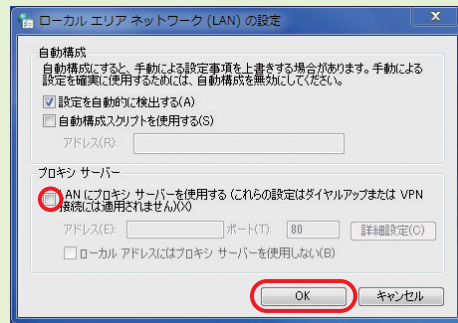 ローカル エリア ネットワーク (LAN) の設定
自動構成
自動構成にすると、手動による設定事項を上書きする場合があります。手動による
設定を確実に使用するためには、自動構成を無効にしてください。
設定を自動的に検出する(A)
自動構成スクリプトを使用する(S)
アドレス(R):
プロキシ サーバー
LAN にプロキシ サーバーを使用する (これらの設定はダイヤルアップまたは VPN
接続には適用されません)(X)
アドレス(E): ポート(T): 80 詳細設定(C)
ローカル アドレスにはプロキシ サーバーを使用しない(B)
OK キャンセル